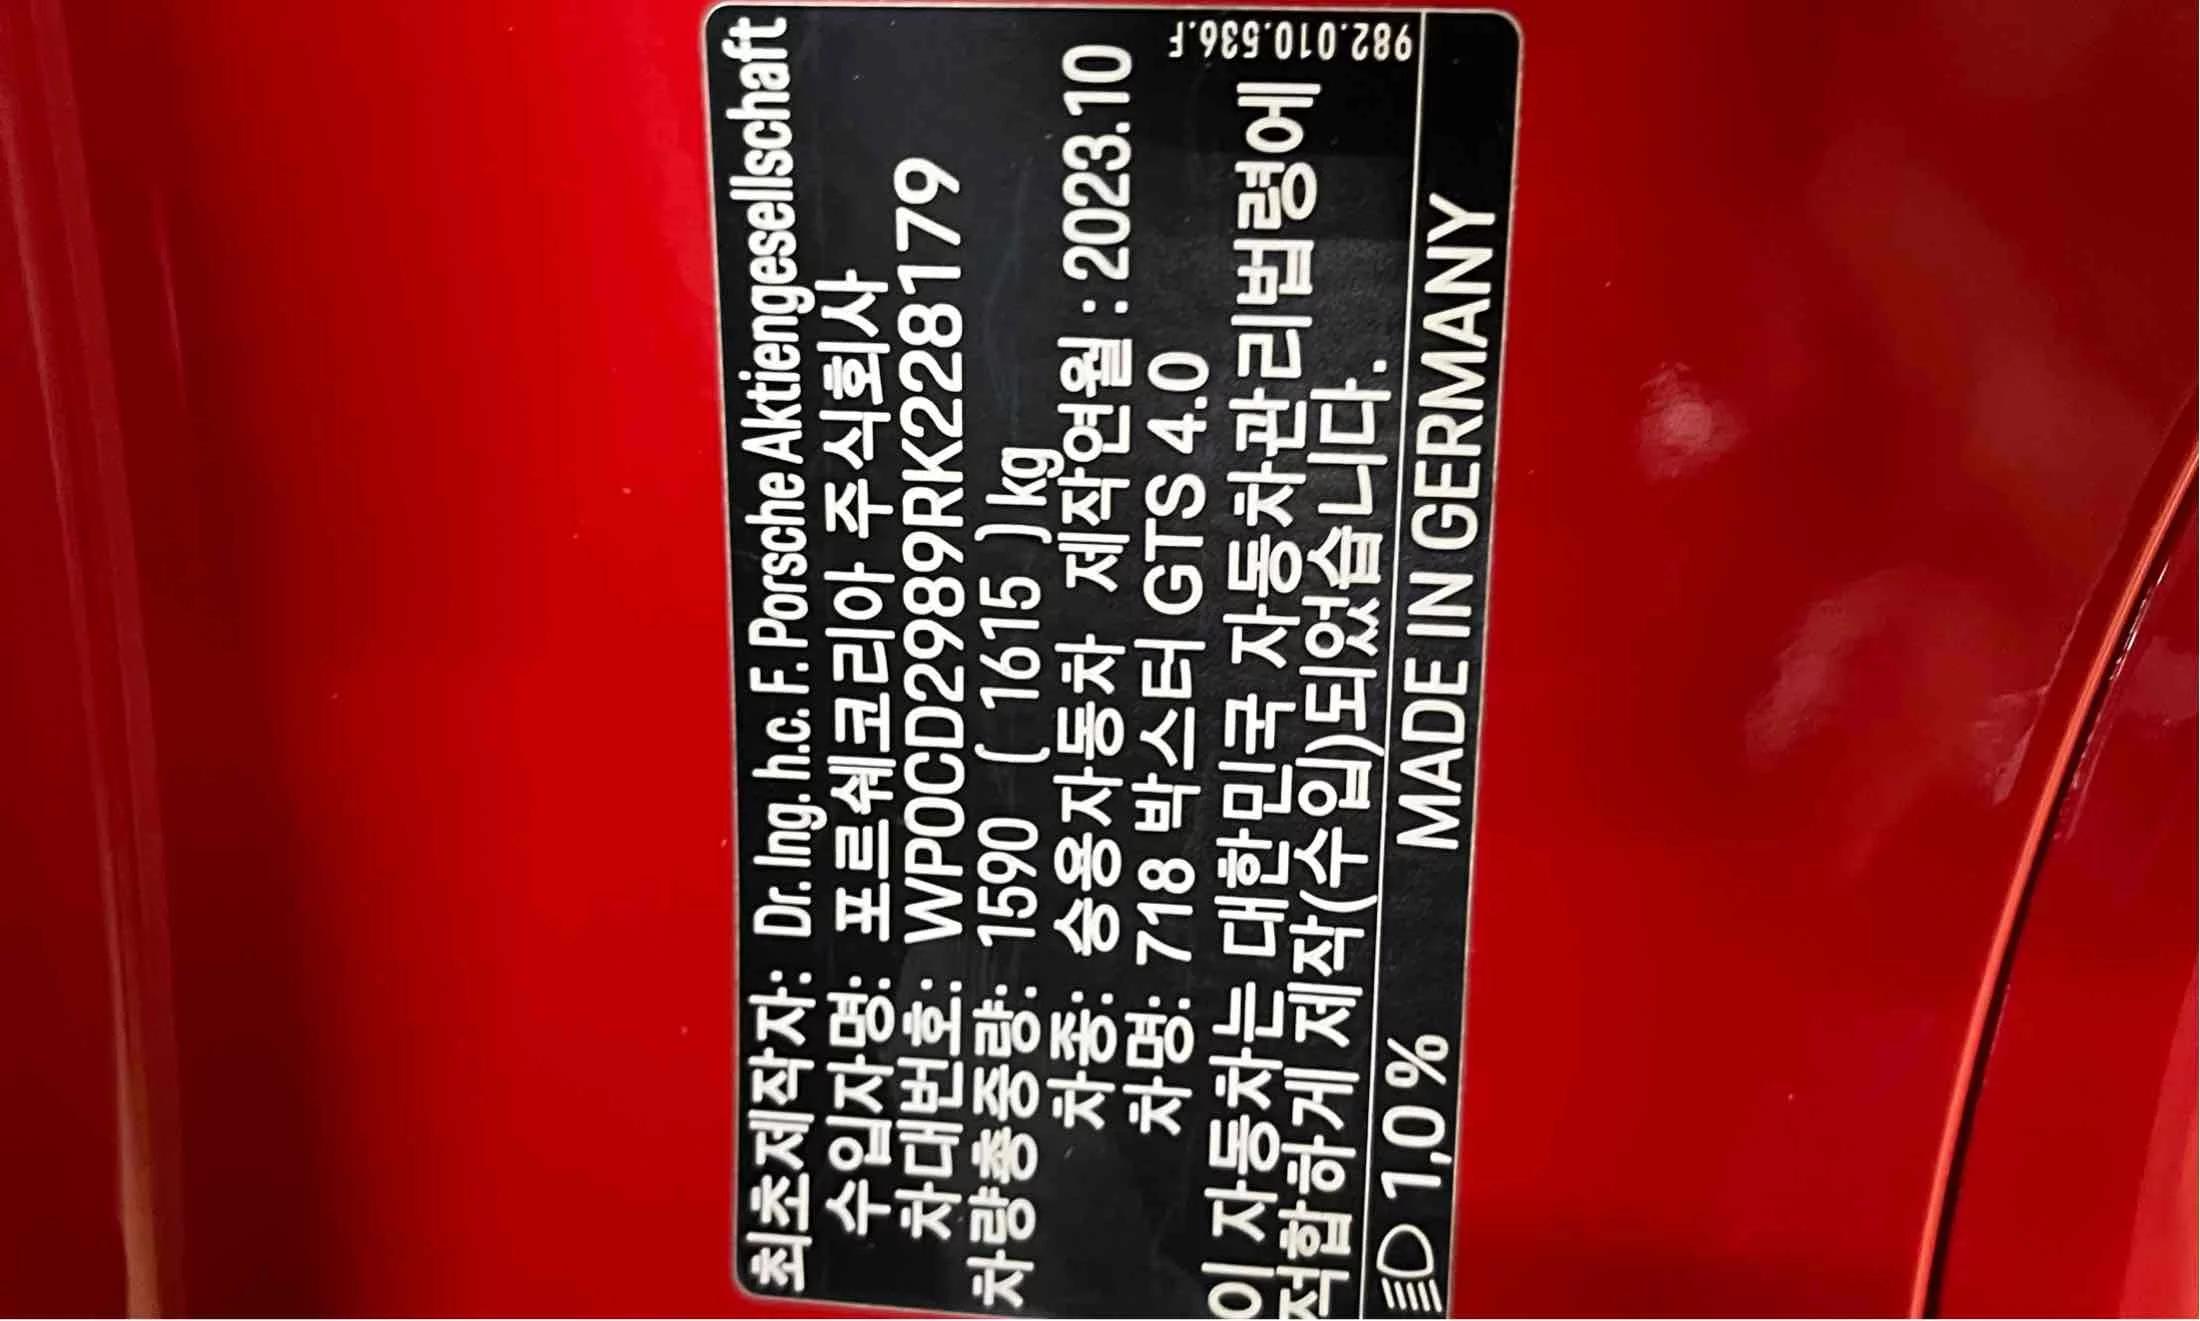 최초제작자: Dr. Ing. h.c. F. Porsche Aktiengesellschaft
수입자명: 포르쉐코리아 주식회사
차대번호: WP0CD2989RK228179
차량총중량: 1590 ( 1615 ) kg
차종: 승용자동차 제작연월 : 2023.10
차명: 718 박스터 GTS 4.0
이 자동차는 대한민국 자동차관리법령에
적합하게 제작(수입)되었습니다.
982.010.536.F
1,0 % MADE IN GERMANY